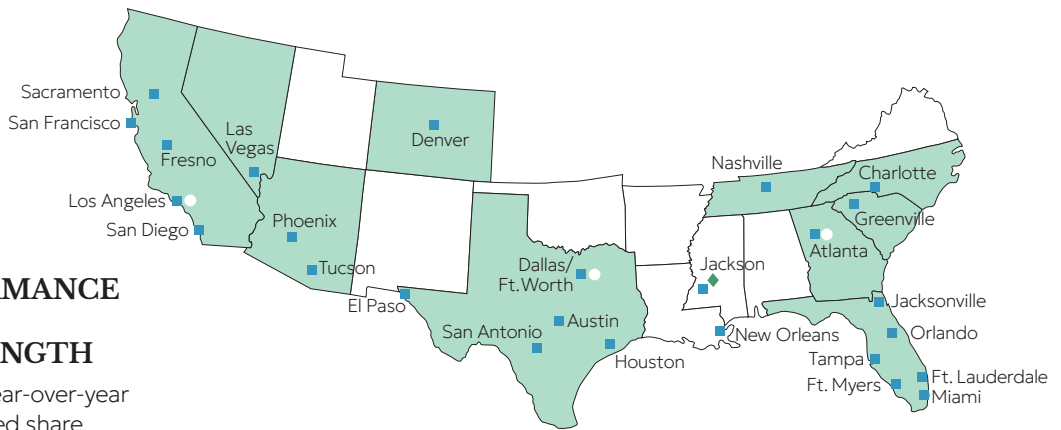 Sacramento
San Francisco
Fresno
Las
Vegas
Los Angeles
San Diego
Phoenix
Tucson
Denver
El Paso
Dallas/
Ft.Worth
Austin
San Antonio
Houston
Nashville
Charlotte
Greenville
Atlanta
Jackson
New Orleans
Jacksonville
Orlando
Tampa
Ft. Myers
Ft. Lauderdale
Miami
RMANCE
NGTH
ear-over-year
ed share